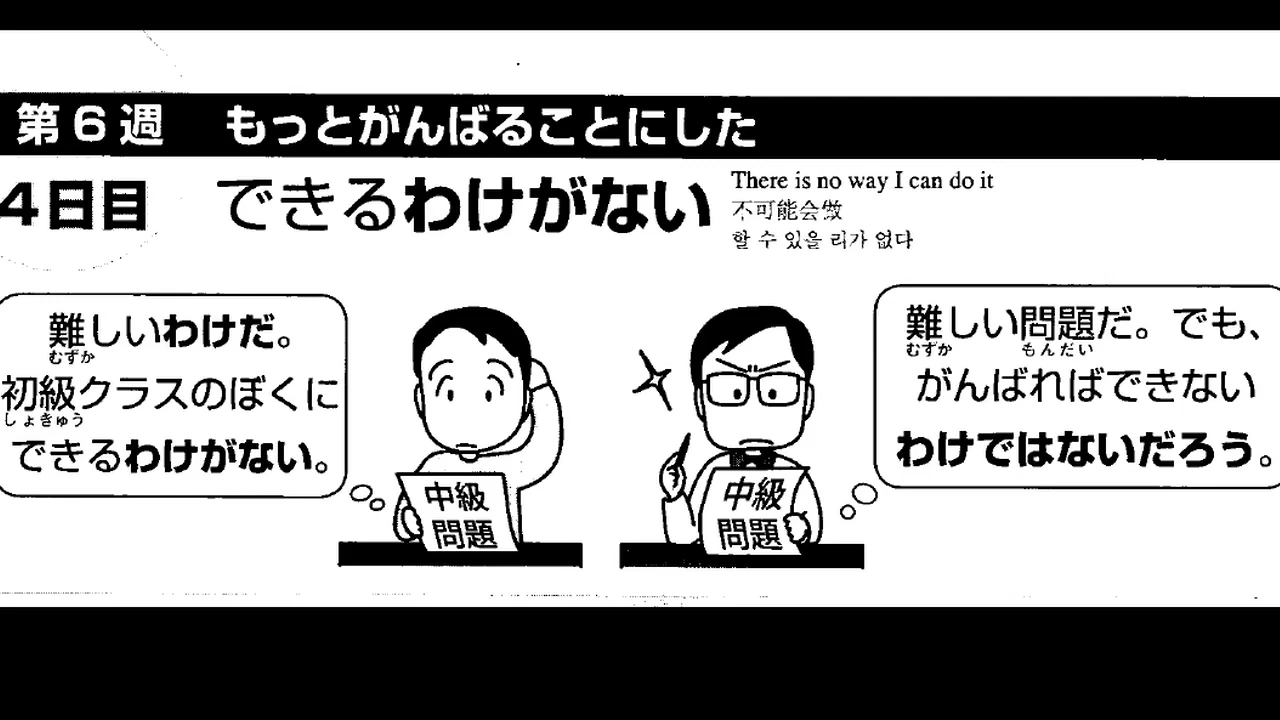 第6週 もっとがんばることにした
4日目 できるわけがない
There is no way I can do it
不可能会做
할 수 있을 리가 없다
難しいわけだ。
むずか
初級クラスのぼくに
しょきゅう
できるわけがない。
中級
問題
中級
問題
難しい問題だ。でも、
むずか もんだい
がんばればできない
わけではないだろう。